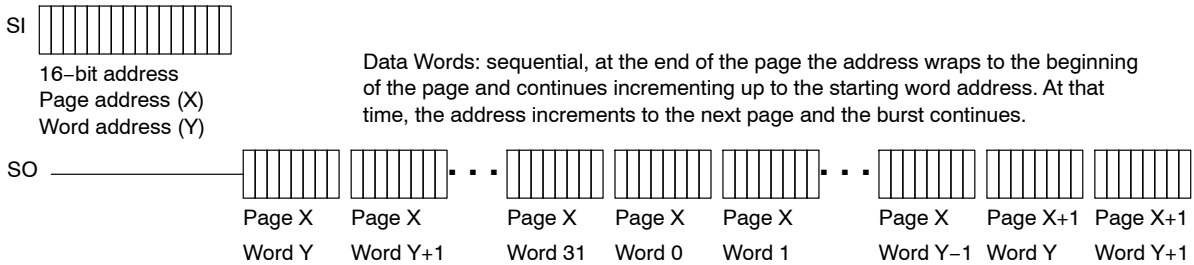 SI
16−bit address
Page address (X)
Word address (Y)
Data Words: sequential, at the end of the page the address wraps to the beginning
of the page and continues incrementing up to the starting word address. At that
time, the address increments to the next page and the burst continues.
SO
Page X Page X Page X Page X Page X Page X Page X+1 Page X+1
Word Y Word Y+1 Word 31 Word 0 Word 1 Word Y−1 Word Y Word Y+1